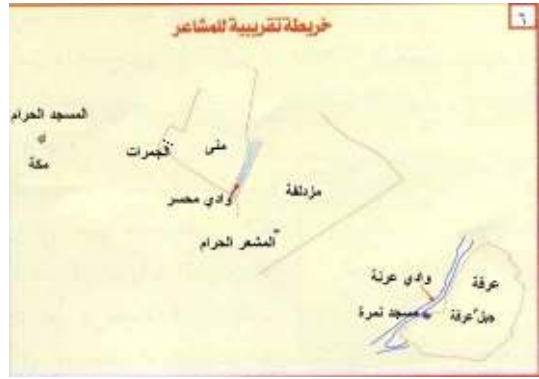 ٦
خريطة تقريبية للمشاعر
المسجد الحرام
مكة
الجمرات
منى
وادي محسر
مزدلفة
المشعر الحرام
وادي عرنة
عرفة
مسجد نمرة
جبل عرفة